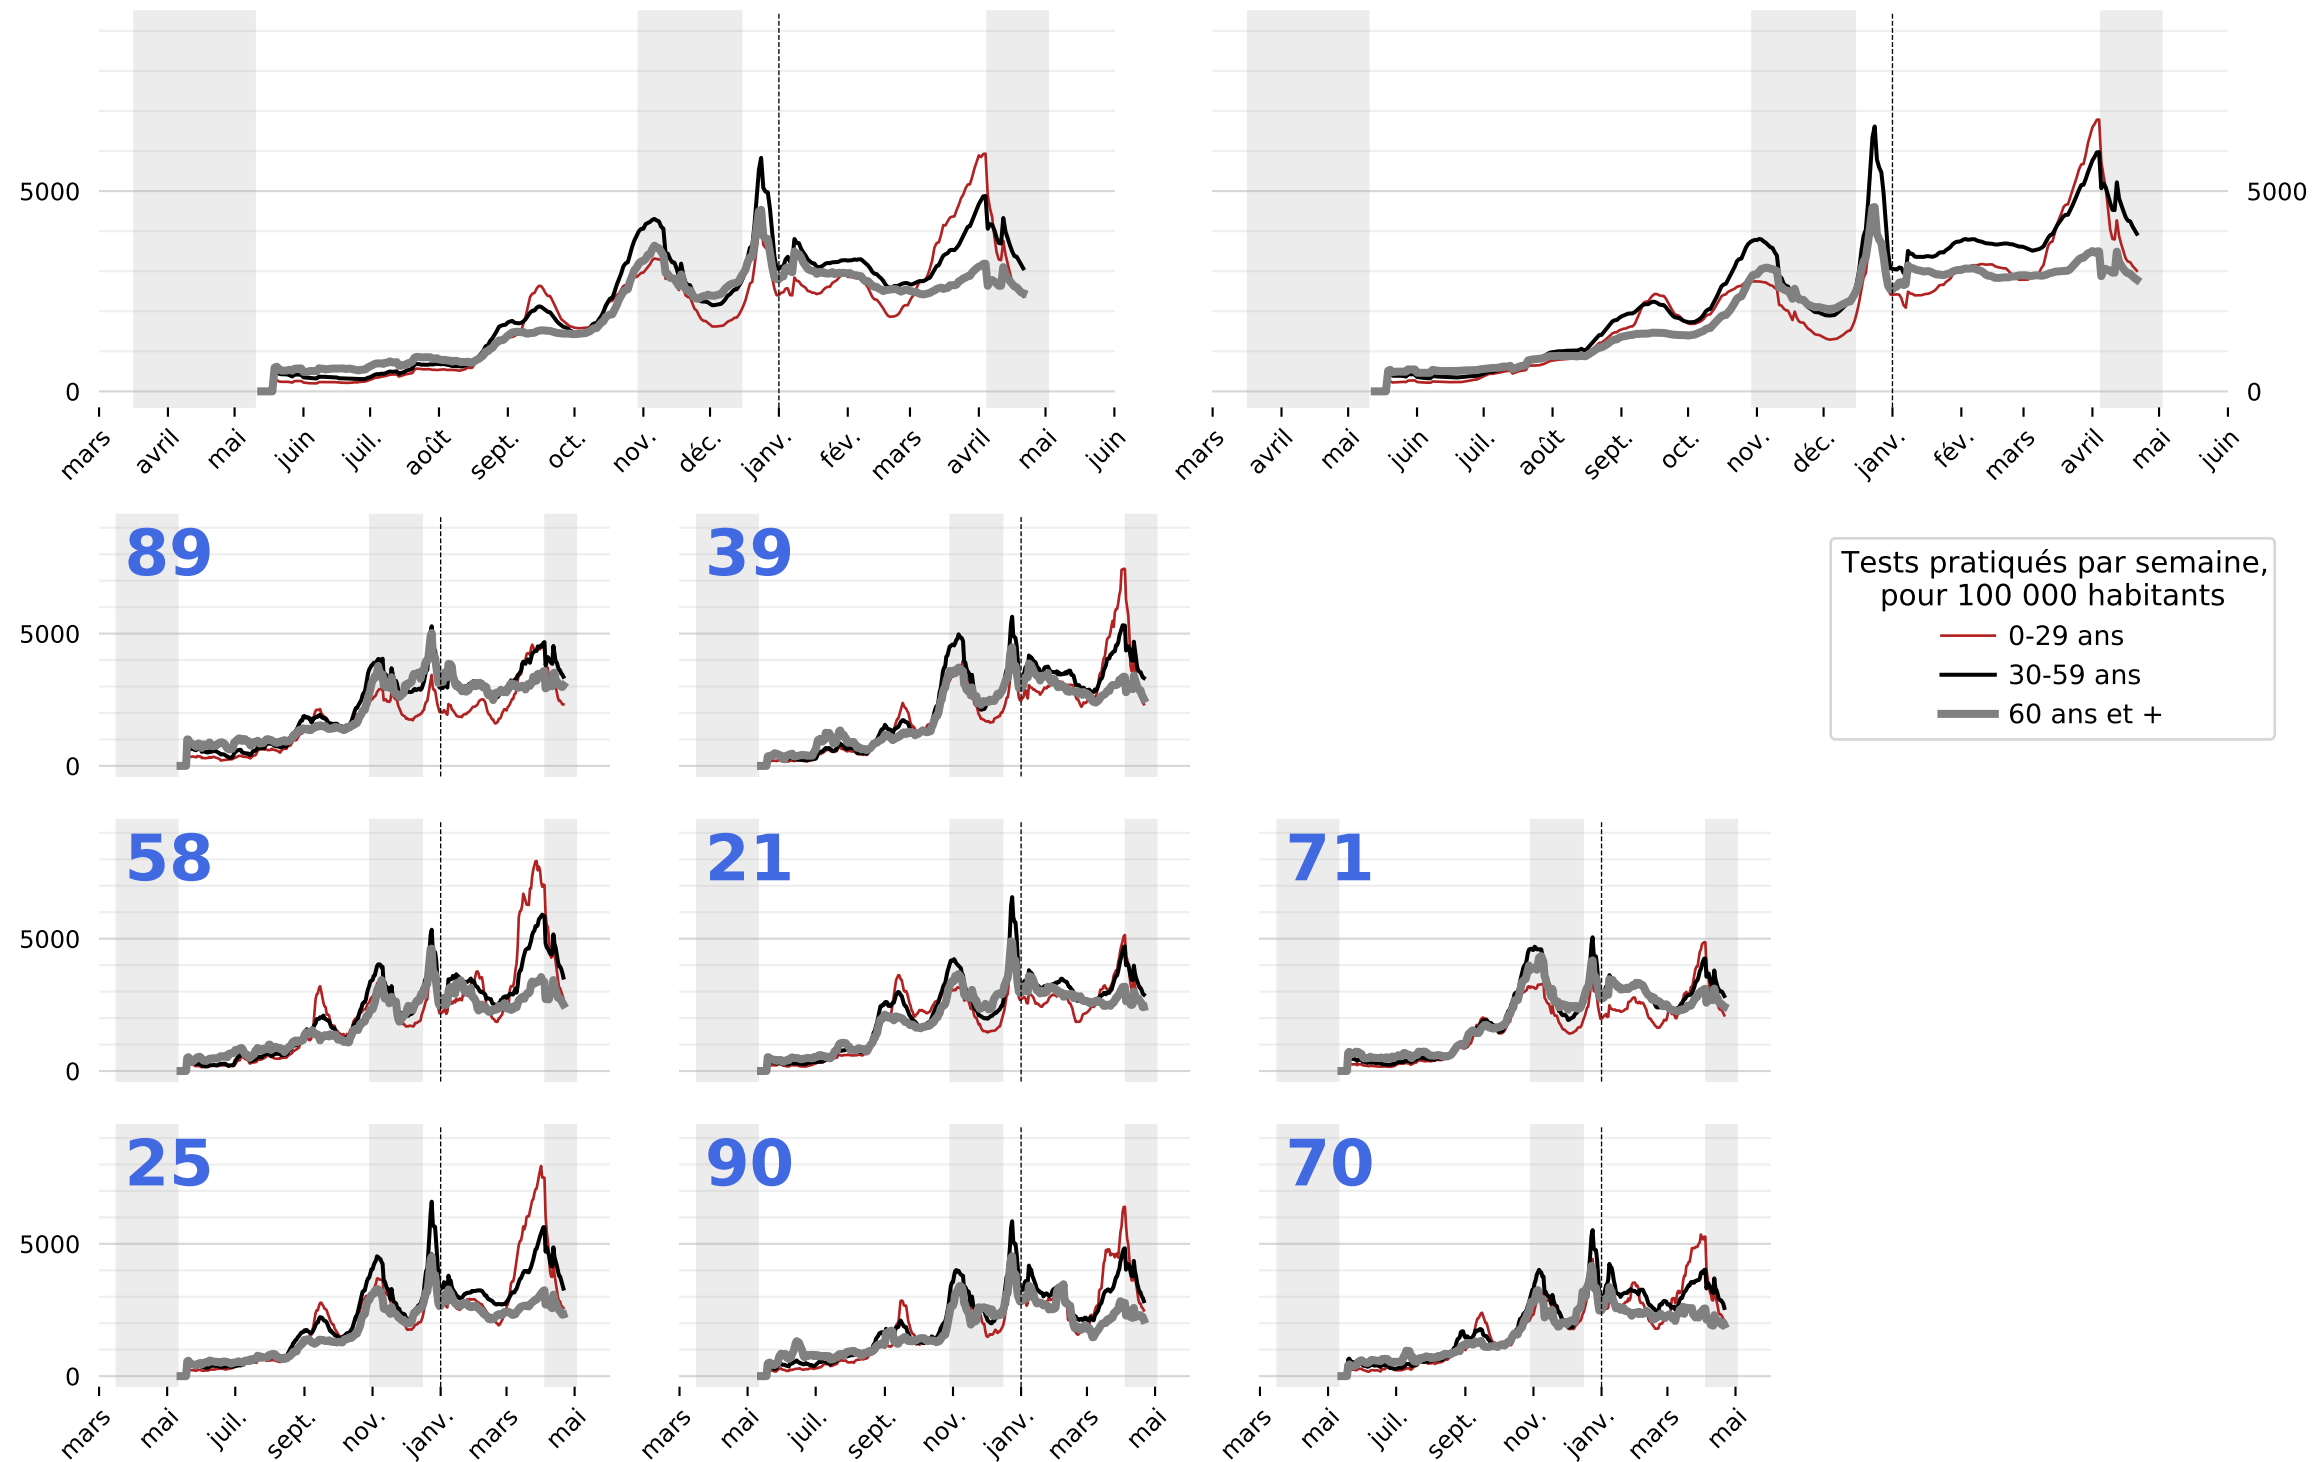 5000
0
mars avril mai juin juil. août sept. oct. nov. déc. janv. fév. mars avril mai juin
5000
0
mars avril mai juin juil. août sept. oct. nov. déc. janv. fév. mars avril mai juin
89
5000
0
39
Tests pratiqués par semaine,
pour 100 000 habitants
0-29 ans
30-59 ans
60 ans et +
58
5000
0
21
71
25
5000
0
mars mai juil. sept. nov. janv. mars mai
90
mars mai juil. sept. nov. janv. mars mai
70
mars mai juil. sept. nov. janv. mars mai